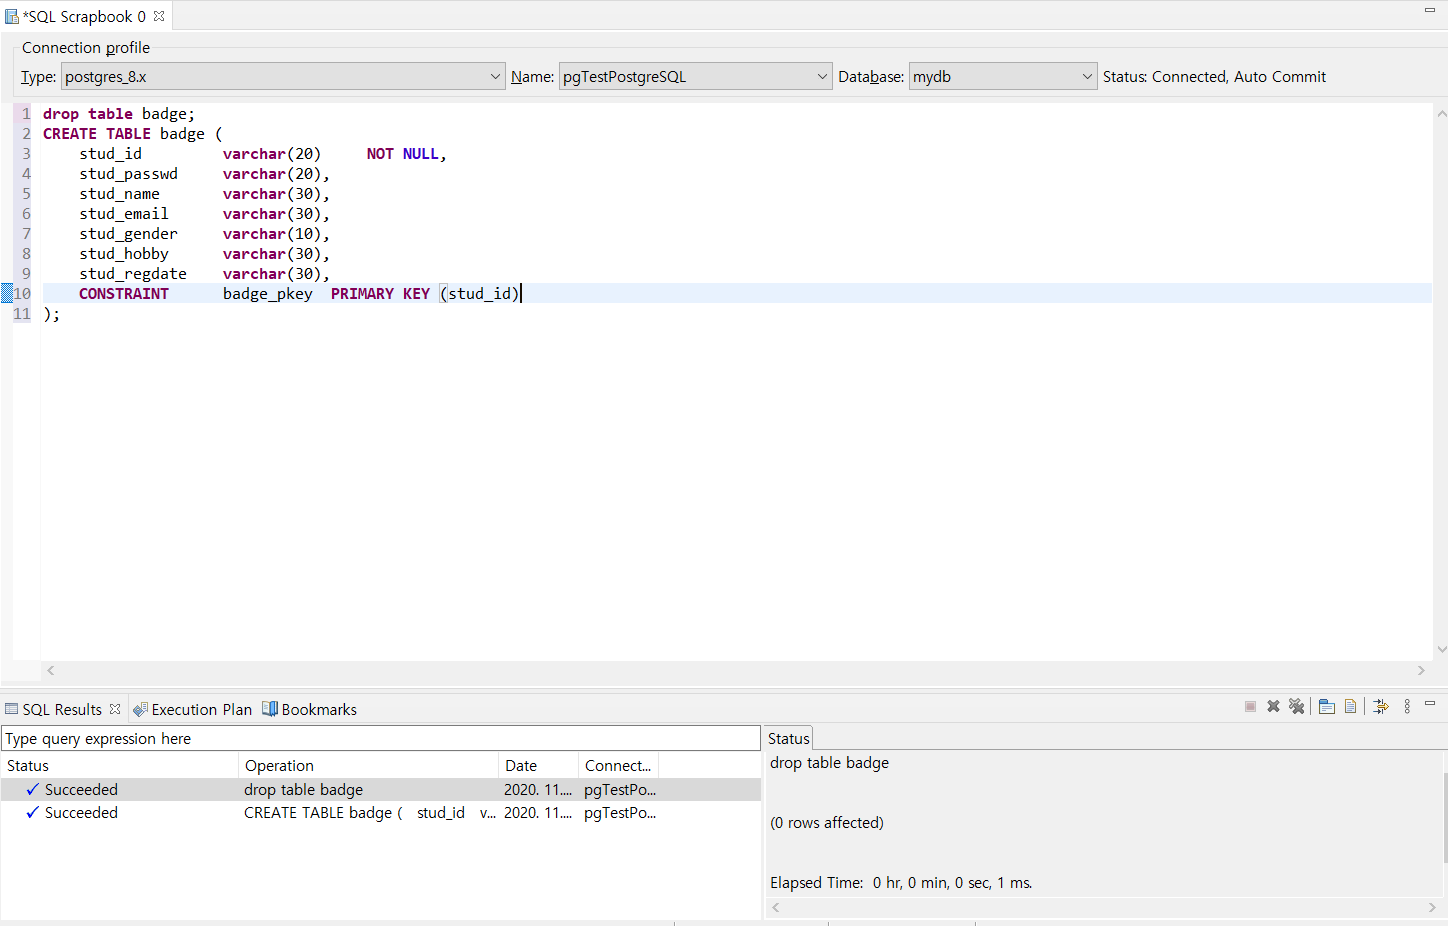 *SQL Scrapbook 0
Connection profile
Type: postgres_8.x Name: pgTestPostgreSQL Database: mydb Status: Connected, Auto Commit
1 drop table badge;
2 CREATE TABLE badge (
3 stud_id varchar(20) NOT NULL,
4 stud_passwd varchar(20),
5 stud_name varchar(30),
6 stud_email varchar(30),
7 stud_gender varchar(10),
8 stud_hobby varchar(30),
9 stud_regdate varchar(30),
10 CONSTRAINT badge_pkey PRIMARY KEY (stud_id)
11 );
SQL Results Execution Plan Bookmarks
Type query expression here
Status Operation Date Connect...
Succeeded drop table badge 2020. 11.... pgTestPo...
Succeeded CREATE TABLE badge ( stud_id v... 2020. 11.... pgTestPo...
Status
drop table badge
(0 rows affected)
Elapsed Time: 0 hr, 0 min, 0 sec, 1 ms.